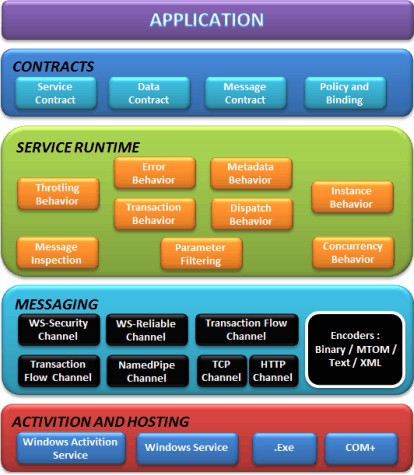 APPLICATION
CONTRACTS
Service
Contract
Data
Contract
Message
Contract
Policy and
Binding
SERVICE RUNTIME
Throtling
Behavior
Error
Behavior
Metadata
Behavior
Instance
Behavior
Transaction
Behavior
Dispatch
Behavior
Message
Inspection
Parameter
Filtering
Concurrency
Behavior
MESSAGING
WS-Security
Channel
WS-Reliable
Channel
Transaction Flow
Channel
Encoders :
Binary / MTOM /
Text / XML
Transaction
Flow Channel
NamedPipe
Channel
TCP
Channel
HTTP
Channel
ACTIVITION AND HOSTING
Windows Activition
Service
Windows Service
.Exe
COM+